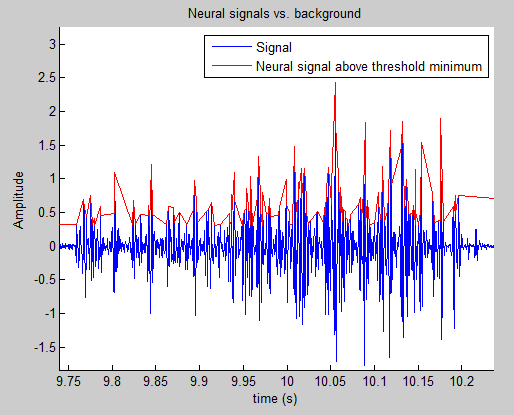 Neural signals vs. background
Signal
Neural signal above threshold minimum
Amplitude
3
2.5
2
1.5
1
0.5
0
-0.5
-1
-1.5
9.75 9.8 9.85 9.9 9.95 10 10.05 10.1 10.15 10.2
time (s)